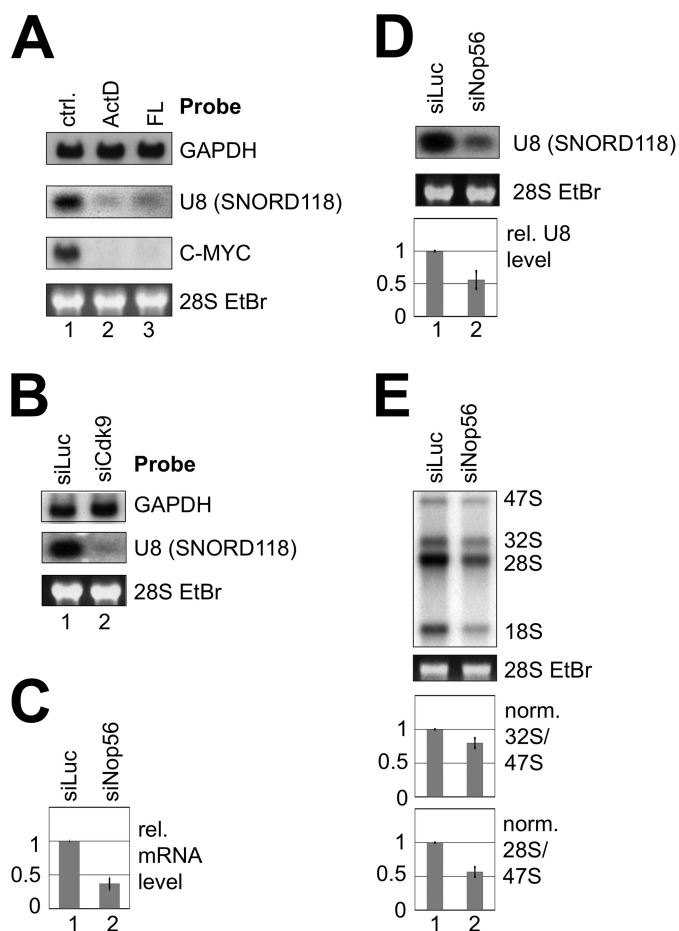 A
ctrl.
ActD
FL
Probe
GAPDH
U8 (SNORD118)
C-MYC
28S EtBr
1 2 3
B
siLuc
siCdk9
Probe
GAPDH
U8 (SNORD118)
28S EtBr
1 2
C
siLuc
siNop56
1
0.5
0
rel.
mRNA
level
1 2
D
siLuc
siNop56
U8 (SNORD118)
28S EtBr
1
0.5
0
rel. U8
level
1 2
E
siLuc
siNop56
47S
32S
28S
18S
28S EtBr
1
0.5
0
norm.
32S/
47S
1
0.5
0
norm.
28S/
47S
1 2